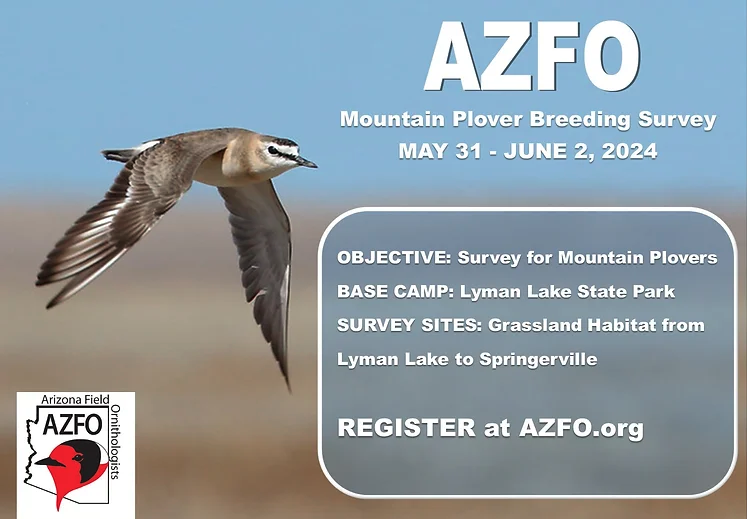 AZFO
Mountain Plover Breeding Survey
MAY 31 - JUNE 2, 2024
OBJECTIVE: Survey for Mountain Plovers
BASE CAMP: Lyman Lake State Park
SURVEY SITES: Grassland Habitat from
Lyman Lake to Springerville
REGISTER at AZFO.org
Arizona Field
Ornithologists
AZFO